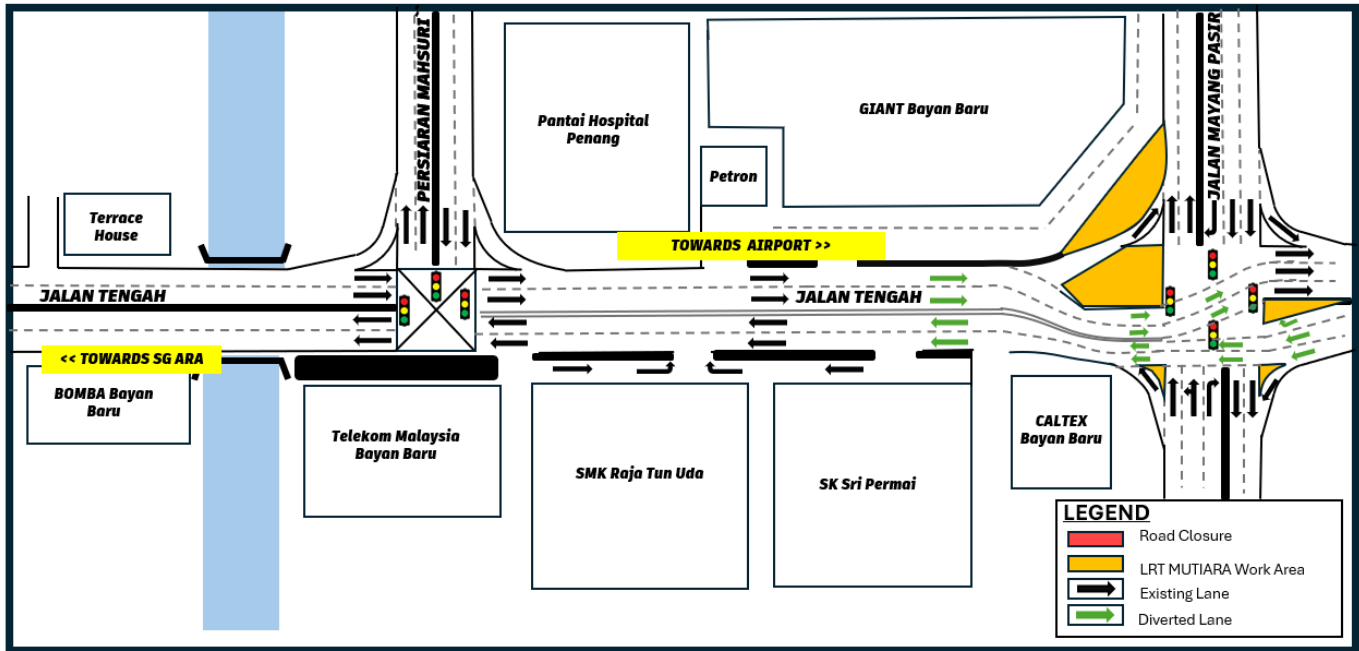 PERSIARAN MAHSURI
JALAN MAYANG PASIR
Pantai Hospital
Penang
GIANT Bayan Baru
Petron
Terrace
House
TOWARDS AIRPORT >>
JALAN TENGAH
JALAN TENGAH
<< TOWARDS SG ARA
BOMBA Bayan
Baru
Telekom Malaysia
Bayan Baru
SMK Raja Tun Uda
SK Sri Permai
CALTEX
Bayan Baru
LEGEND
Road Closure
LRT MUTIARA Work Area
Existing Lane
Diverted Lane